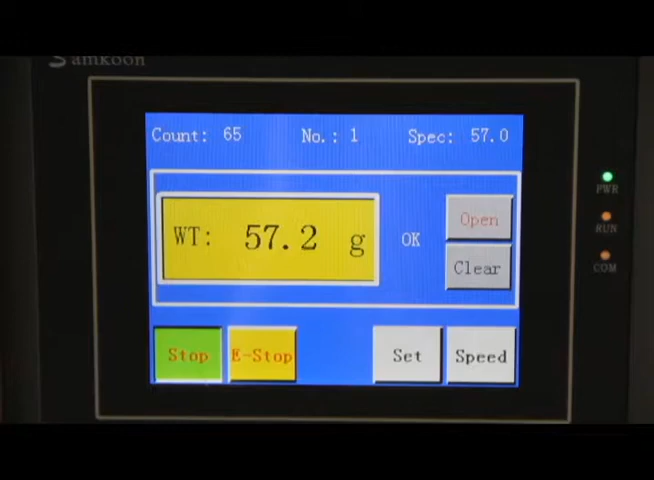 Samkoon
Count: 65 No.: 1 Spec: 57.0
WT: 57.2 g
OK
Open
Clear
Stop E-Stop Set Speed
PWR
RUN
COM